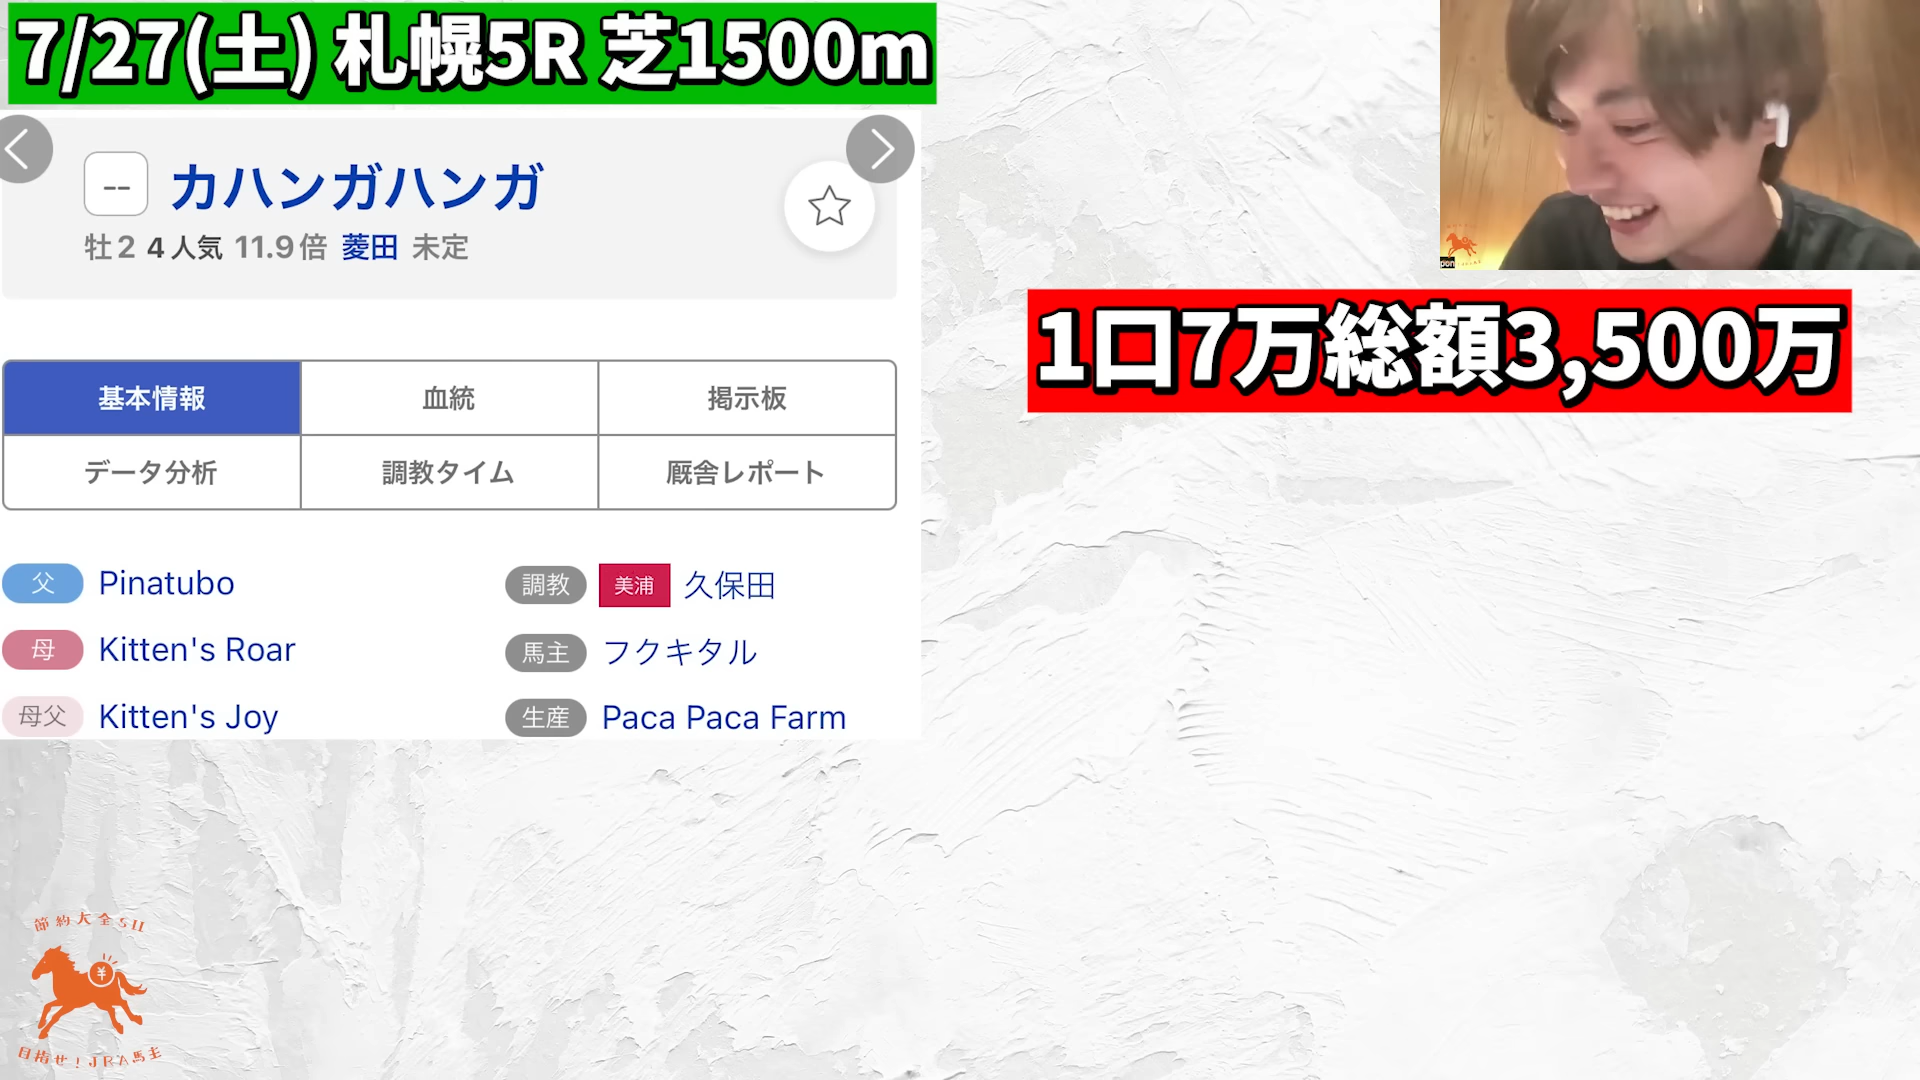 7/27(土) 札幌5R 芝1500m
--
カハンガハンガ
牡2 4人気 11.9倍 菱田 未定
1口7万総額3,500万
基本情報 血統 掲示板
データ分析 調教タイム 厩舎レポート
父 Pinatubo 調教 美浦 久保田
母 Kitten's Roar 馬主 フクキタル
母父 Kitten's Joy 生産 Paca Paca Farm
節約大全SII
¥
目指せ!JRA馬主